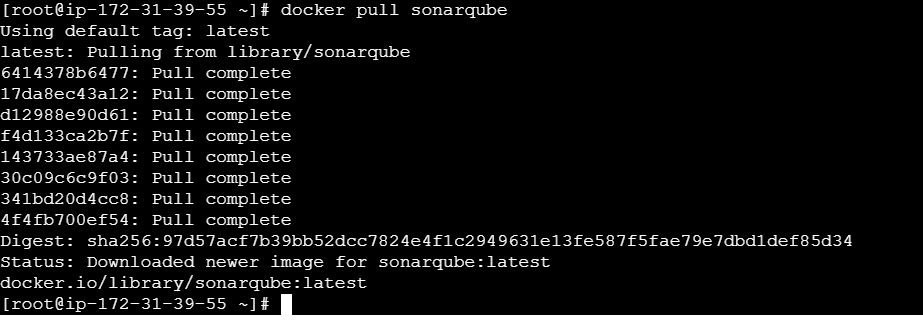 [root@ip-172-31-39-55 ~]# docker pull sonarqube
Using default tag: latest
latest: Pulling from library/sonarqube
6414378b6477: Pull complete
17da8ec43a12: Pull complete
d12988e90d61: Pull complete
f4d133ca2b7f: Pull complete
143733ae87a4: Pull complete
30c09c6c9f03: Pull complete
341bd20d4cc8: Pull complete
4f4fb700ef54: Pull complete
Digest: sha256:97d57acf7b39bb52dcc7824e4f1c2949631e13fe587f5fae79e7dbd1def85d34
Status: Downloaded newer image for sonarqube:latest
docker.io/library/sonarqube:latest
[root@ip-172-31-39-55 ~]#